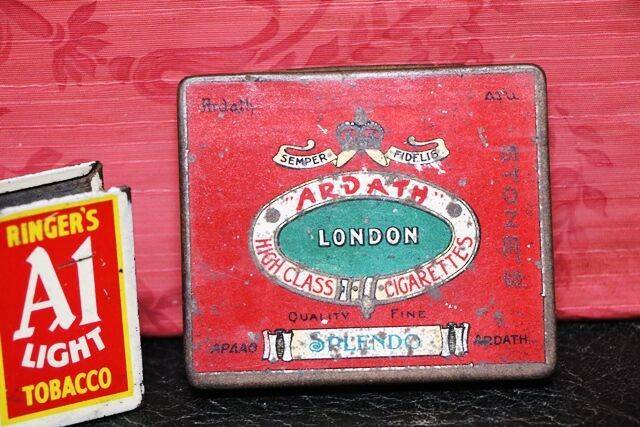 RINGER'S
A1
LIGHT
TOBACCO
Ardath
SEMPER FIDELIS
"ARDATH"
LONDON
HIGH CLASS CIGARETTES
QUALITY FINE
SPLENDO
ARDATH